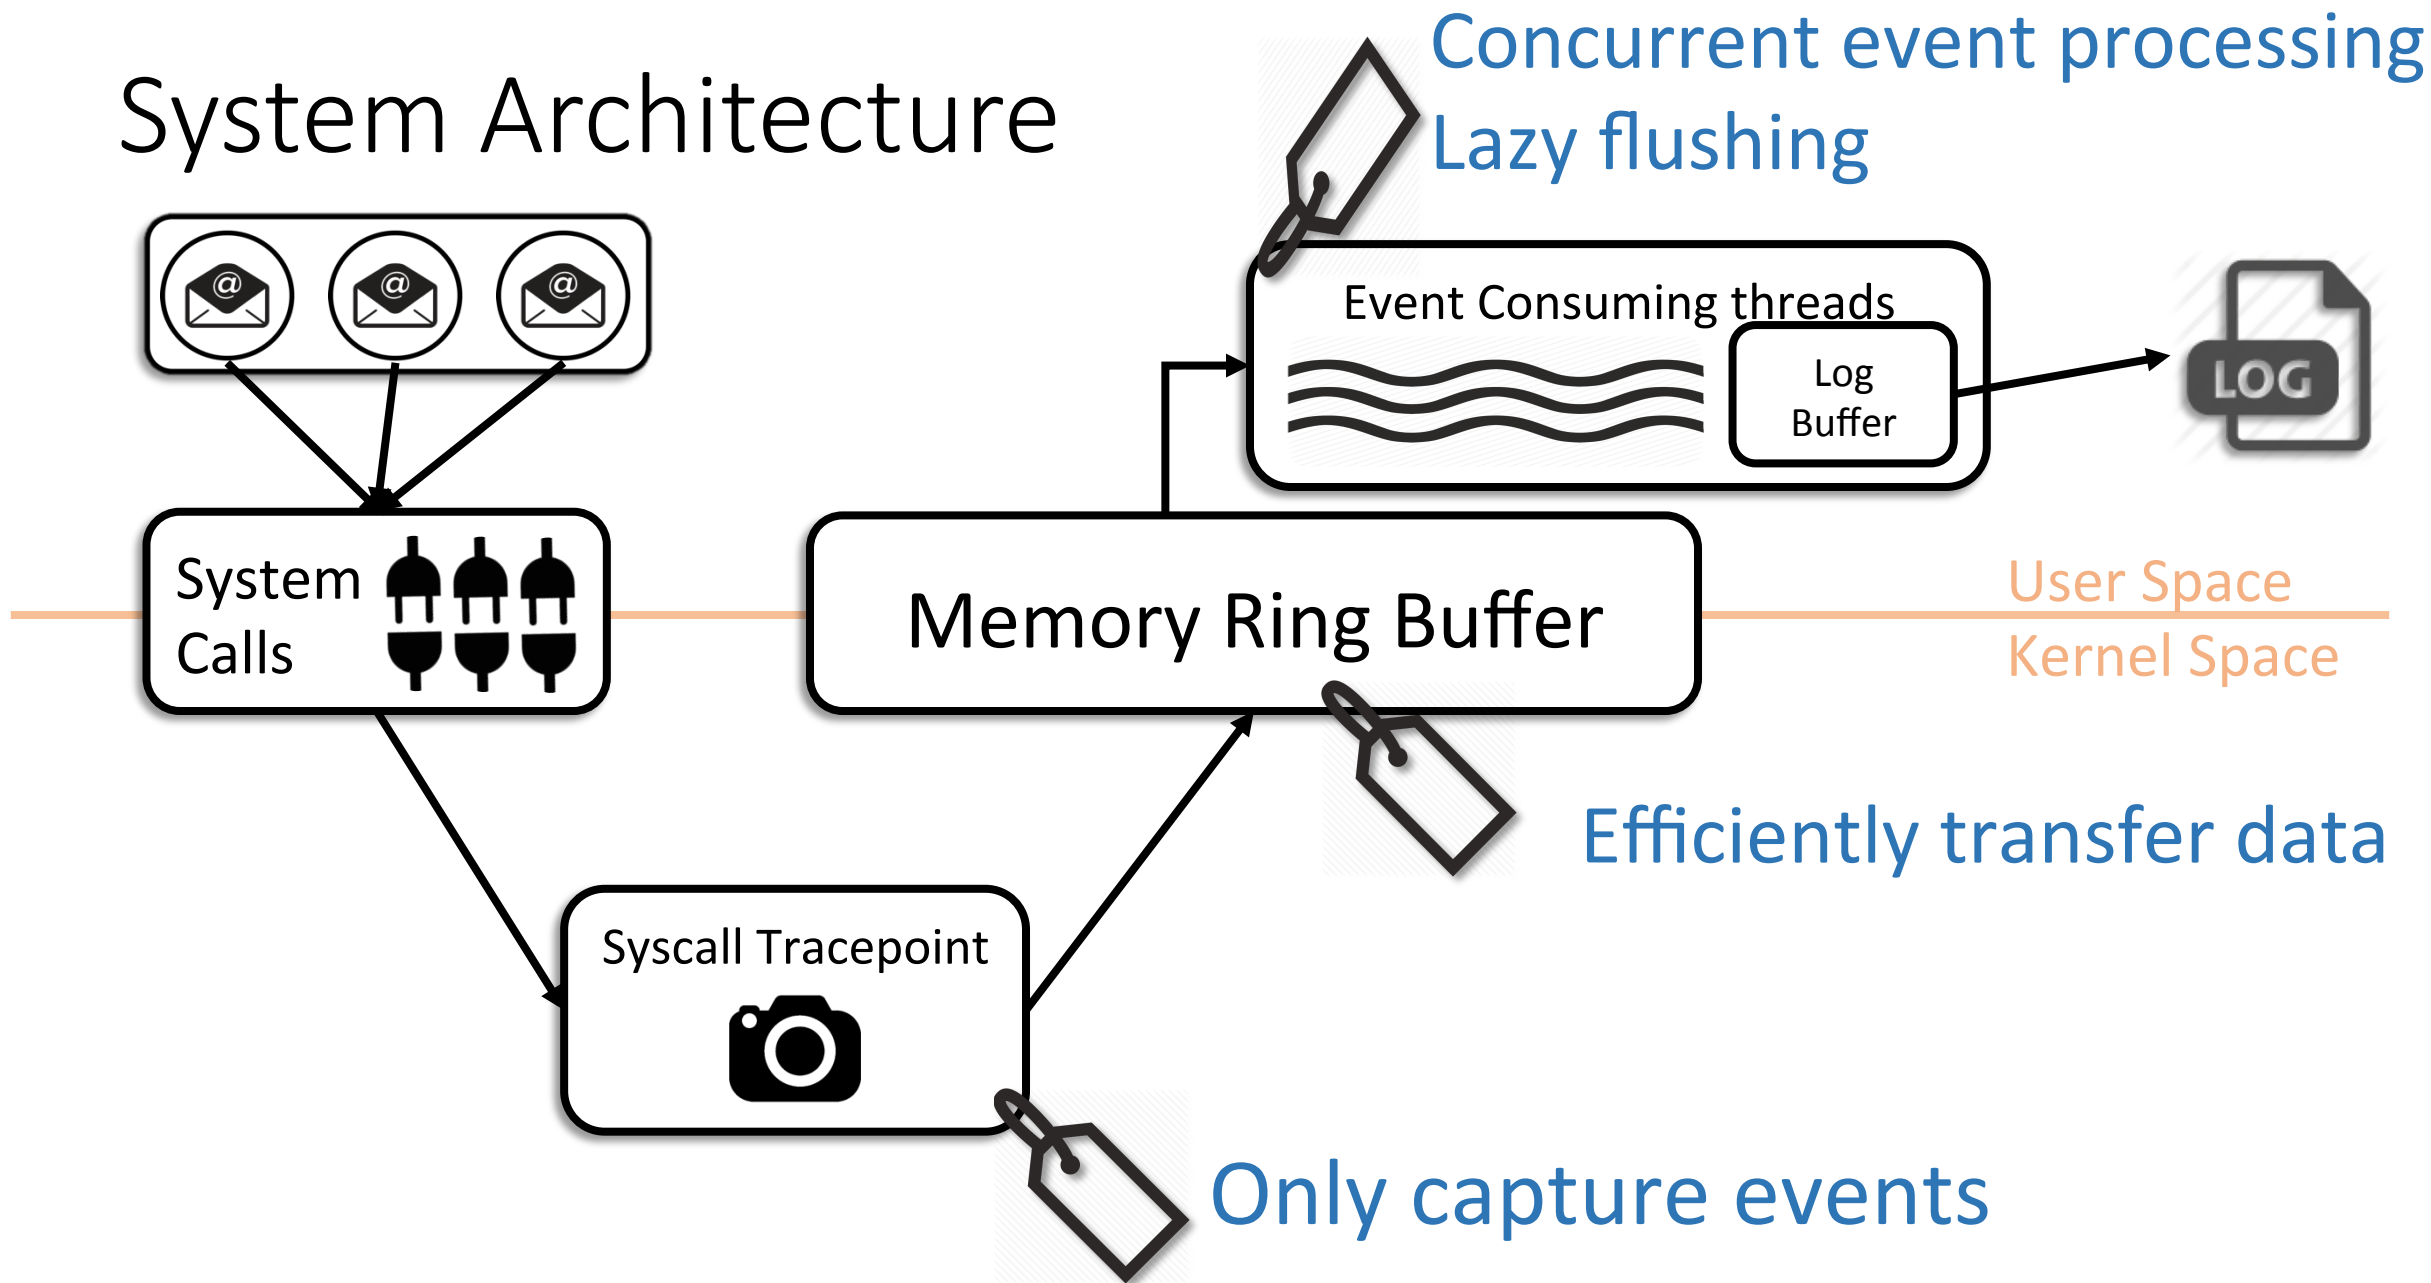 System Architecture
Concurrent event processing
Lazy flushing
@ @ @
Event Consuming threads
Log
Buffer
LOG
System
Calls
Memory Ring Buffer
User Space
Kernel Space
Efficiently transfer data
Syscall Tracepoint
Only capture events